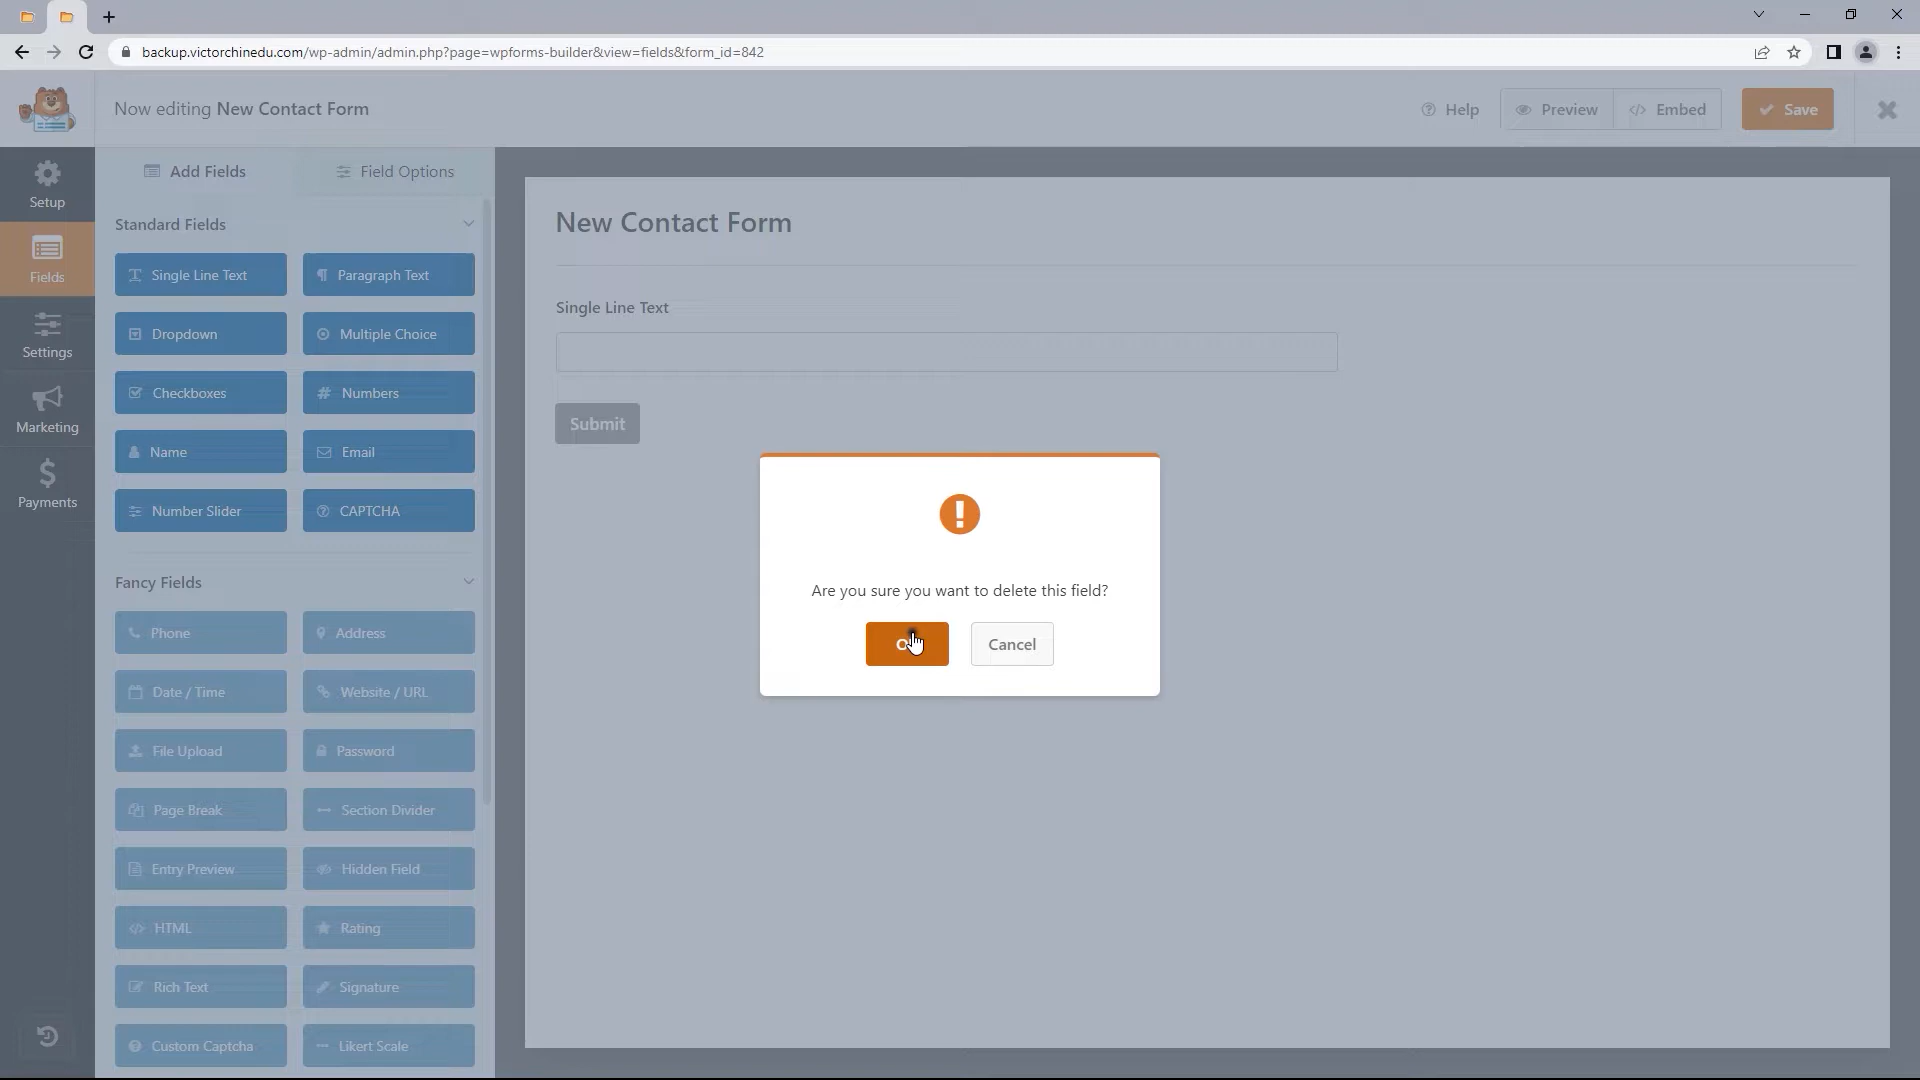 backup.victorchinedu.com/wp-admin/admin.php?page=wpforms-builder&view=fields&form_id=842
Now editing New Contact Form
Help
Preview
Embed
Save
Setup
Fields
Settings
Marketing
Payments
Add Fields
Field Options
Standard Fields
Single Line Text
Paragraph Text
Dropdown
Multiple Choice
Checkboxes
Numbers
Name
Email
Number Slider
CAPTCHA
Fancy Fields
Phone
Address
Date / Time
Website / URL
File Upload
Password
Page Break
Section Divider
Entry Preview
Hidden Field
HTML
Rating
Rich Text
Signature
Custom Captcha
Likert Scale
New Contact Form
Single Line Text
Submit
Are you sure you want to delete this field?
Cancel